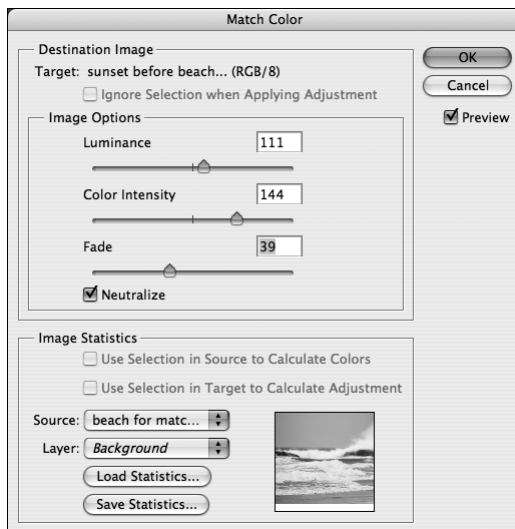 Match Color
Destination Image
Target: sunset before beach... (RGB/8)
Ignore Selection when Applying Adjustment
Image Options
Luminance 111
Color Intensity 144
Fade 39
Neutralize
OK
Cancel
Preview
Image Statistics
Use Selection in Source to Calculate Colors
Use Selection in Target to Calculate Adjustment
Source: beach for matc...
Layer: Background
Load Statistics...
Save Statistics...